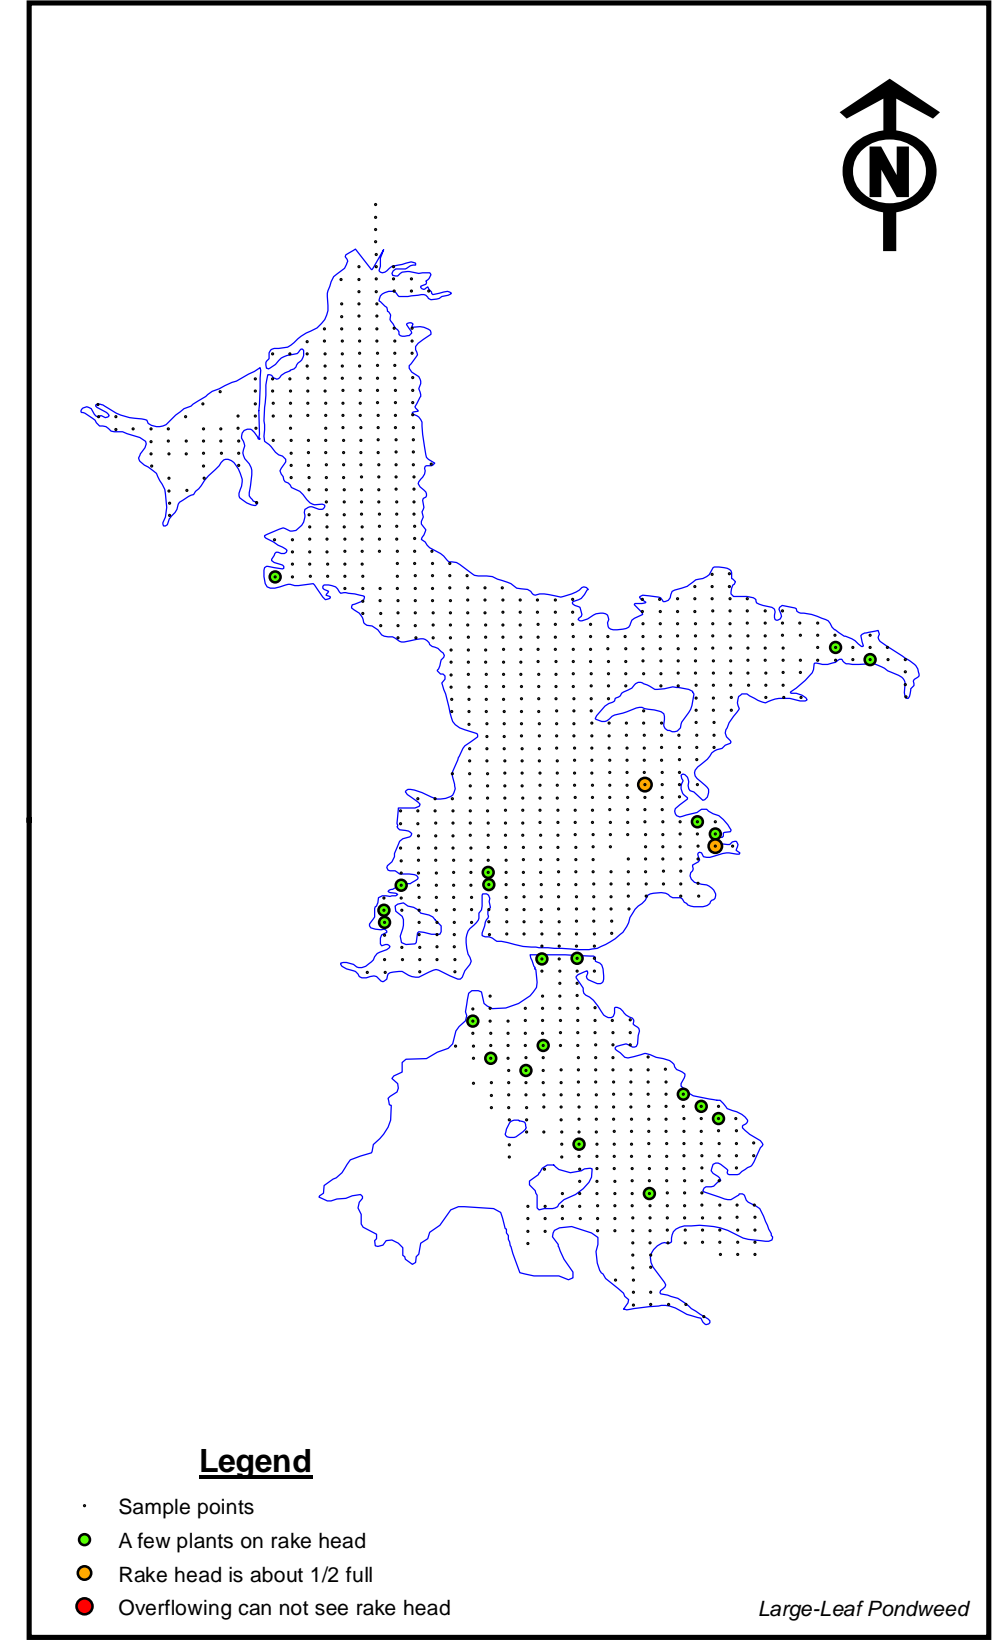 N
Legend
Sample points
A few plants on rake head
Rake head is about 1/2 full
Overflowing can not see rake head
Large-Leaf Pondweed